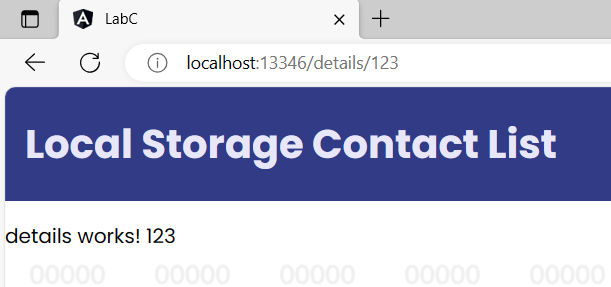 LabC
localhost:13346/details/123
Local Storage Contact List
details works! 123
00000 00000 00000 00000 00000